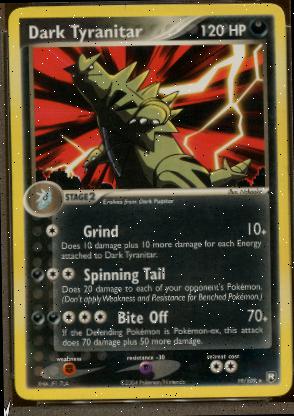 Dark Tyranitar 120 HP
STAGE 2
Evolves from Dark Pupitar
Grind 10+
Does 10 damage plus 10 more damage for each Energy
attached to Dark Tyranitar.
Spinning Tail
Does 20 damage to each of your opponent's Pokémon.
(Don't apply Weakness and Resistance for Benched Pokémon.)
Bite Off 70+
If the Defending Pokémon is Pokémon-ex, this attack
does 70 damage plus 50 more damage.
weakness resistance -30 retreat cost
©2004 Pokémon/Nintendo